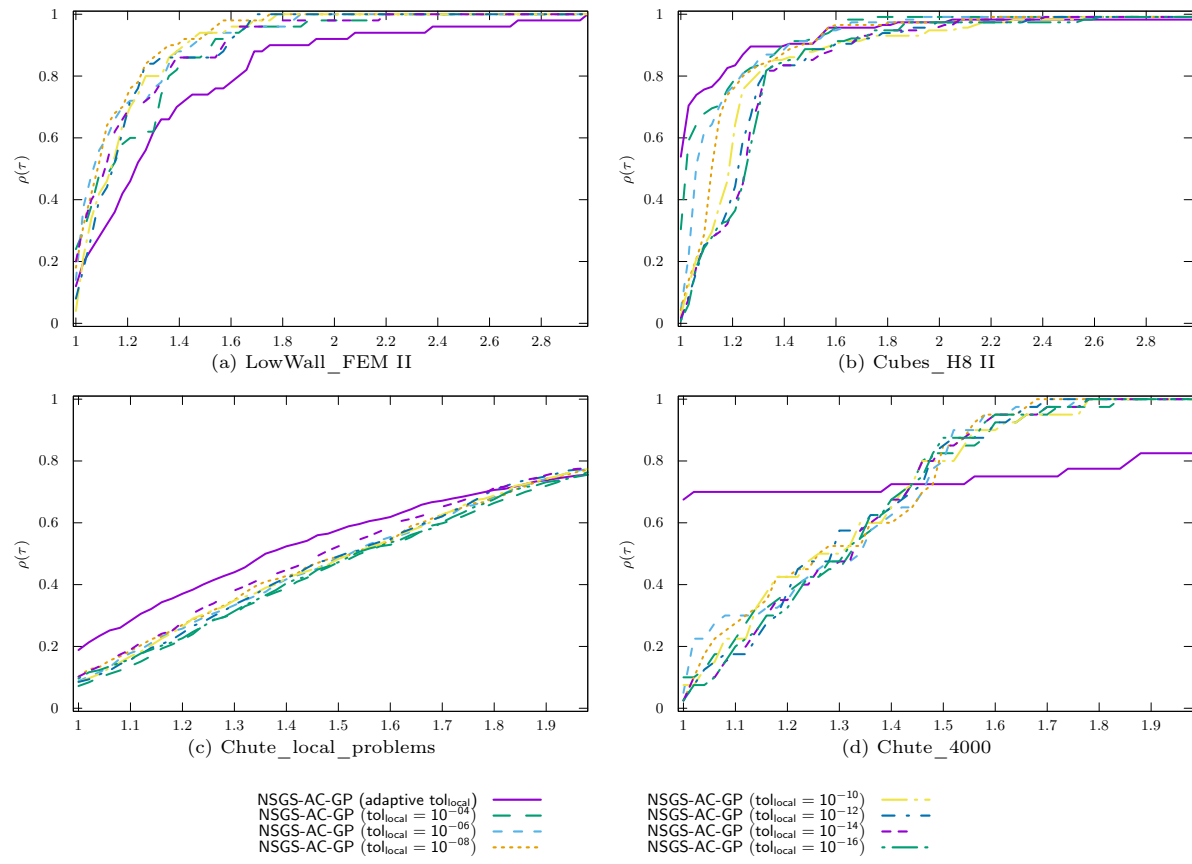 ρ(τ)
1
0.8
0.6
0.4
0.2
0
1 1.2 1.4 1.6 1.8 2 2.2 2.4 2.6 2.8
(a) LowWall_FEM II
ρ(τ)
1
0.8
0.6
0.4
0.2
0
1 1.2 1.4 1.6 1.8 2 2.2 2.4 2.6 2.8
(b) Cubes_H8 II
ρ(τ)
1
0.8
0.6
0.4
0.2
0
1 1.1 1.2 1.3 1.4 1.5 1.6 1.7 1.8 1.9
(c) Chute_local_problems
ρ(τ)
1
0.8
0.6
0.4
0.2
0
1 1.1 1.2 1.3 1.4 1.5 1.6 1.7 1.8 1.9
(d) Chute_4000
NSGS-AC-GP (adaptive tol_local)
NSGS-AC-GP (tol_local = 10^−04)
NSGS-AC-GP (tol_local = 10^−06)
NSGS-AC-GP (tol_local = 10^−08)
NSGS-AC-GP (tol_local = 10^−10)
NSGS-AC-GP (tol_local = 10^−12)
NSGS-AC-GP (tol_local = 10^−14)
NSGS-AC-GP (tol_local = 10^−16)